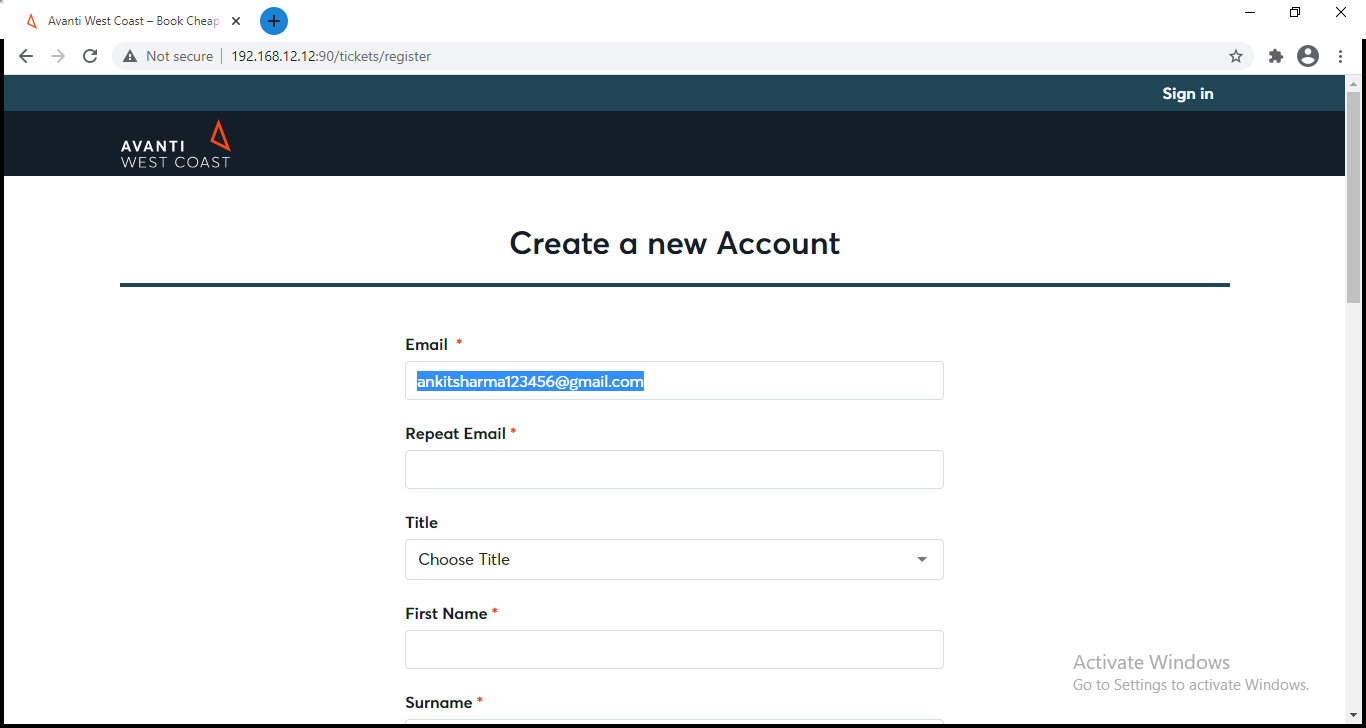 Avanti West Coast – Book Cheap
Not secure 192.168.12.12:90/tickets/register
Sign in
AVANTI
WEST COAST
Create a new Account
Email *
ankitsharma123456@gmail.com
Repeat Email *
Title
Choose Title
First Name *
Surname *
Activate Windows
Go to Settings to activate Windows.